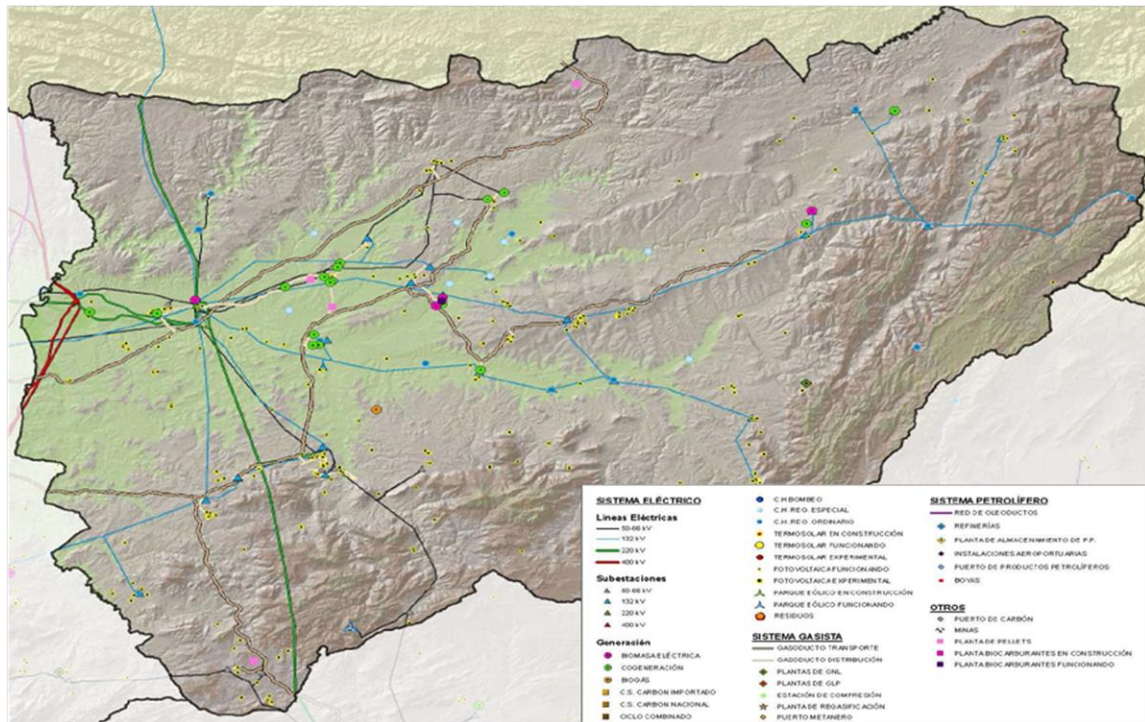 SISTEMA ELÉCTRICO
Líneas Eléctricas
50-66 kV
132 kV
220 kV
400 kV
Subestaciones
50-66 kV
132 kV
220 kV
400 kV
Generación
BIOMASA ELÉCTRICA
COGENERACIÓN
BIOGÁS
C.S. CARBON IMPORTADO
C.S. CARBON NACIONAL
CICLO COMBINADO
C.H BOMBEO
C.H. REG. ESPECIAL
C.H. REG. ORDINARIO
TERMOSOLAR EN CONSTRUCCIÓN
TERMOSOLAR FUNCIONANDO
TERMOSOLAR EXPERIMENTAL
FOTOVOLTAICA FUNCIONANDO
FOTOVOLTAICA EXPERIMENTAL
PARQUE EÓLICO EN CONSTRUCCIÓN
PARQUE EÓLICO FUNCIONANDO
RESIDUOS
SISTEMA GASISTA
GASODUCTO TRANSPORTE
GASODUCTO DISTRIBUCIÓN
PLANTAS DE GNL
PLANTAS DE GLP
ESTACIÓN DE COMPRESIÓN
PLANTA DE REGASIFICACIÓN
PUERTO METANERO
SISTEMA PETROLÍFERO
RED DE OLEODUCTOS
REFINERÍAS
PLANTA DE ALMACENAMIENTO DE P.P.
INSTALACIONES AEROPORTUARIAS
PUERTO DE PRODUCTOS PETROLÍFEROS
BOYAS
OTROS
PUERTO DE CARBÓN
MINAS
PLANTA DE PELLETS
PLANTA BIOCARBURANTES EN CONSTRUCCIÓN
PLANTA BIOCARBURANTES FUNCIONANDO